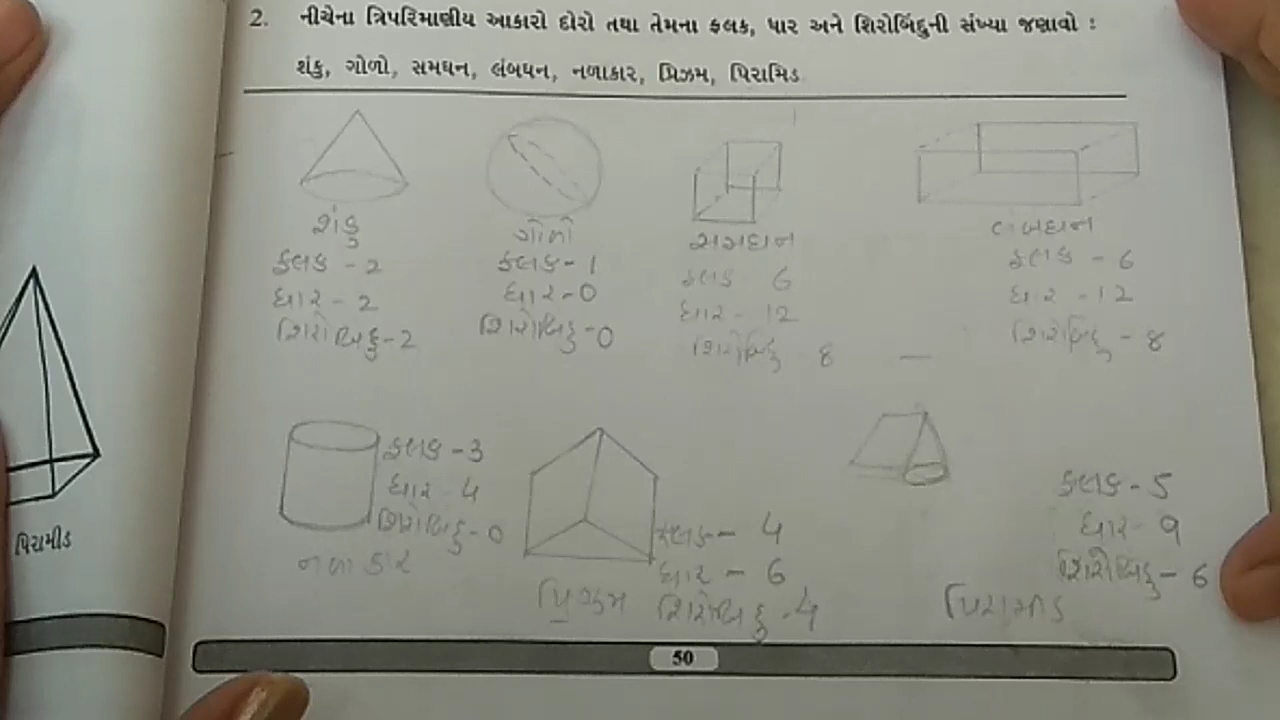 2. નીચેના ત્રિપરિમાણીય આકારો દોરો તથા તેમના ફલક, ધાર અને શિરોબિંદુની સંખ્યા જણાવો :
શંકુ, ગોળો, સમઘન, લંબઘન, નળાકાર, પ્રિઝમ, પિરામિડ
શંકુ
ફલક - 2
ધાર - 2
શિરોબિંદુ - 2
ગોળો
ફલક - 1
ધાર - 0
શિરોબિંદુ - 0
સમઘન
ફલક 6
ધાર - 12
શિરોબિંદુ 8
લંબઘન
ફલક - 6
ધાર - 12
શિરોબિંદુ - 8
ફલક - 3
ધાર - 4
શિરોબિંદુ - 0
નળાકાર
ફલક - 4
ધાર - 6
શિરોબિંદુ - 4
પ્રિઝમ
ફલક - 5
ધાર - 9
શિરોબિંદુ - 6
પિરામીડ
પિરામીડ
50